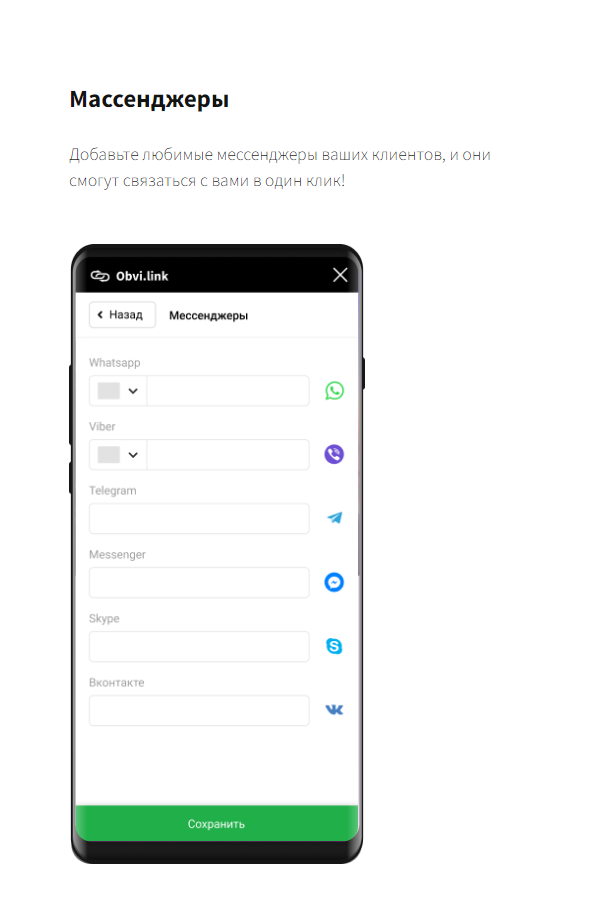 Массенджеры
Добавьте любимые мессенджеры ваших клиентов, и они
смогут связаться с вами в один клик!
Obvi.link
Назад Мессенджеры
Whatsapp
Viber
Telegram
Messenger
Skype
Вконтакте
Сохранить